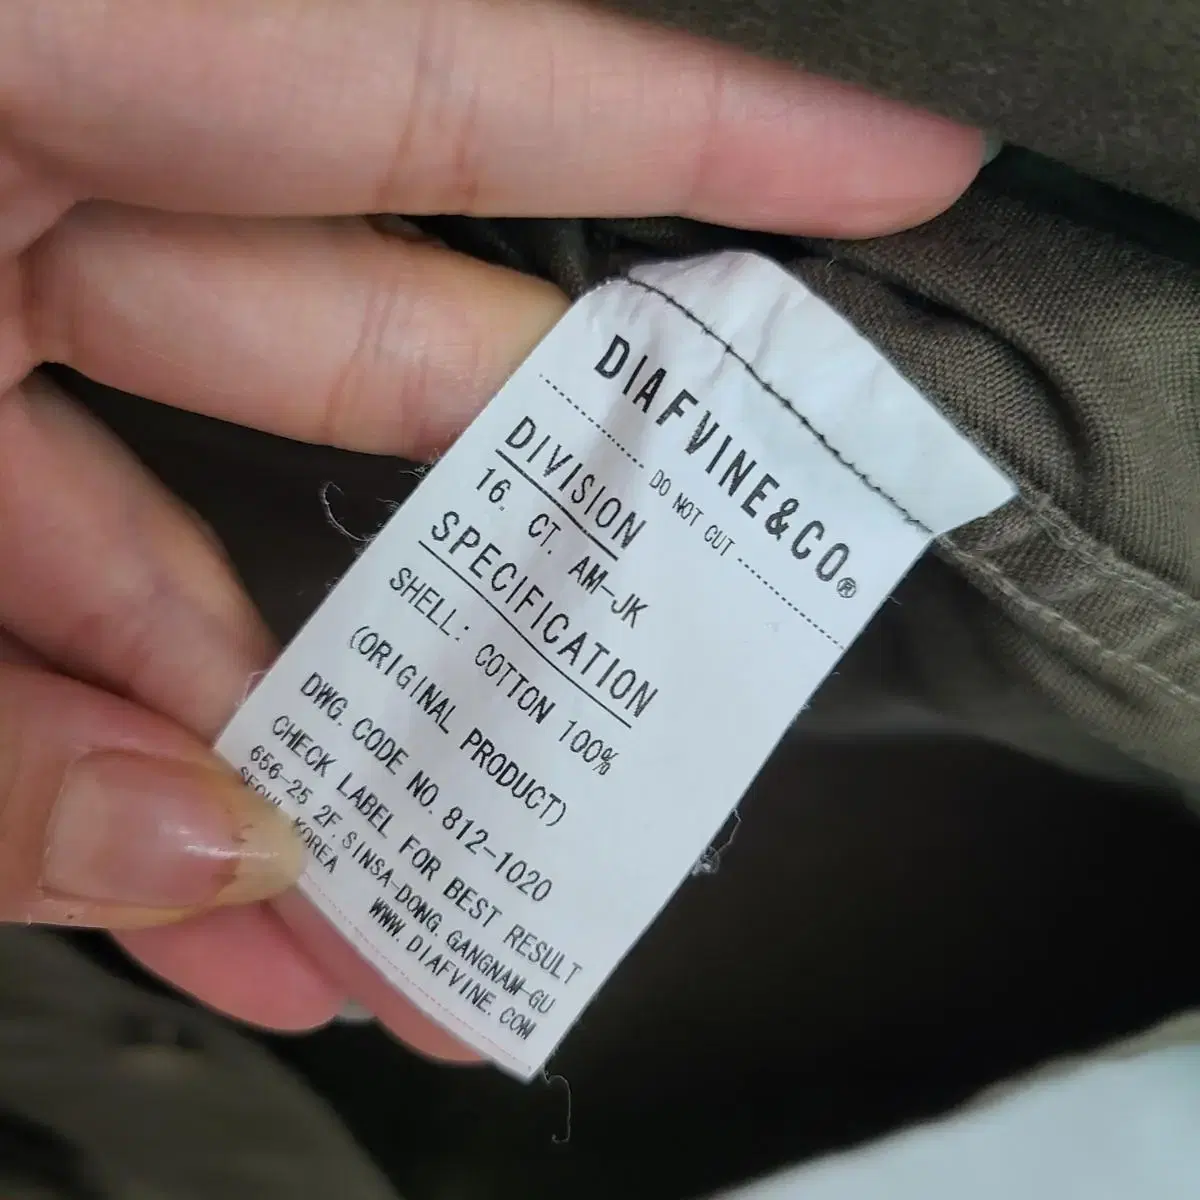 DIAFVINE&CO®
DO NOT CUT
DIVISION
16. CT. AM-JK
SPECIFICATION
SHELL: COTTON 100%
(ORIGINAL PRODUCT)
DWG. CODE NO. 812-1020
CHECK LABEL FOR BEST RESULT
656-25 2F. SINSA-DONG. GANGNAM-GU
SEOUL KOREA
WWW.DIAFVINE.COM